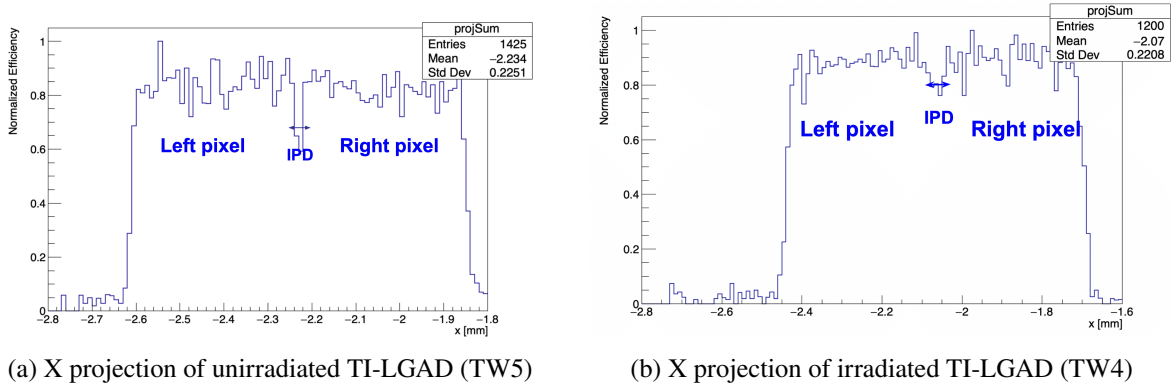 projSum
Entries 1425
Mean −2.234
Std Dev 0.2251
Normalized Efficiency
1
0.8
0.6
0.4
0.2
0
Left pixel
IPD
Right pixel
−2.8 −2.7 −2.6 −2.5 −2.4 −2.3 −2.2 −2.1 −2 −1.9 −1.8
x [mm]
(a) X projection of unirradiated TI-LGAD (TW5)
projSum
Entries 1200
Mean −2.07
Std Dev 0.2208
Normalized Efficiency
1
0.8
0.6
0.4
0.2
0
Left pixel
IPD
Right pixel
−2.8 −2.6 −2.4 −2.2 −2 −1.8 −1.6
x [mm]
(b) X projection of irradiated TI-LGAD (TW4)